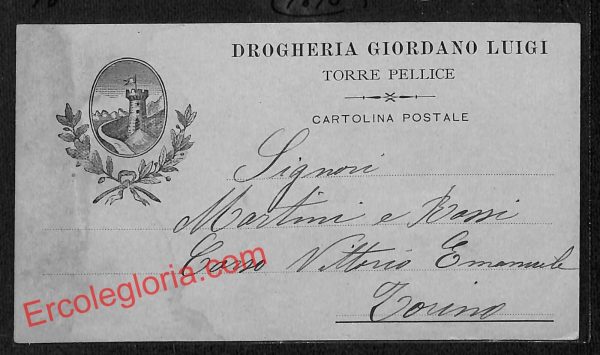 DROGHERIA GIORDANO LUIGI
TORRE PELLICE
CARTOLINA POSTALE
Signori
Martini e Rossi
Corso Vittorio Emanuele
Torino
Ercolegloria.com